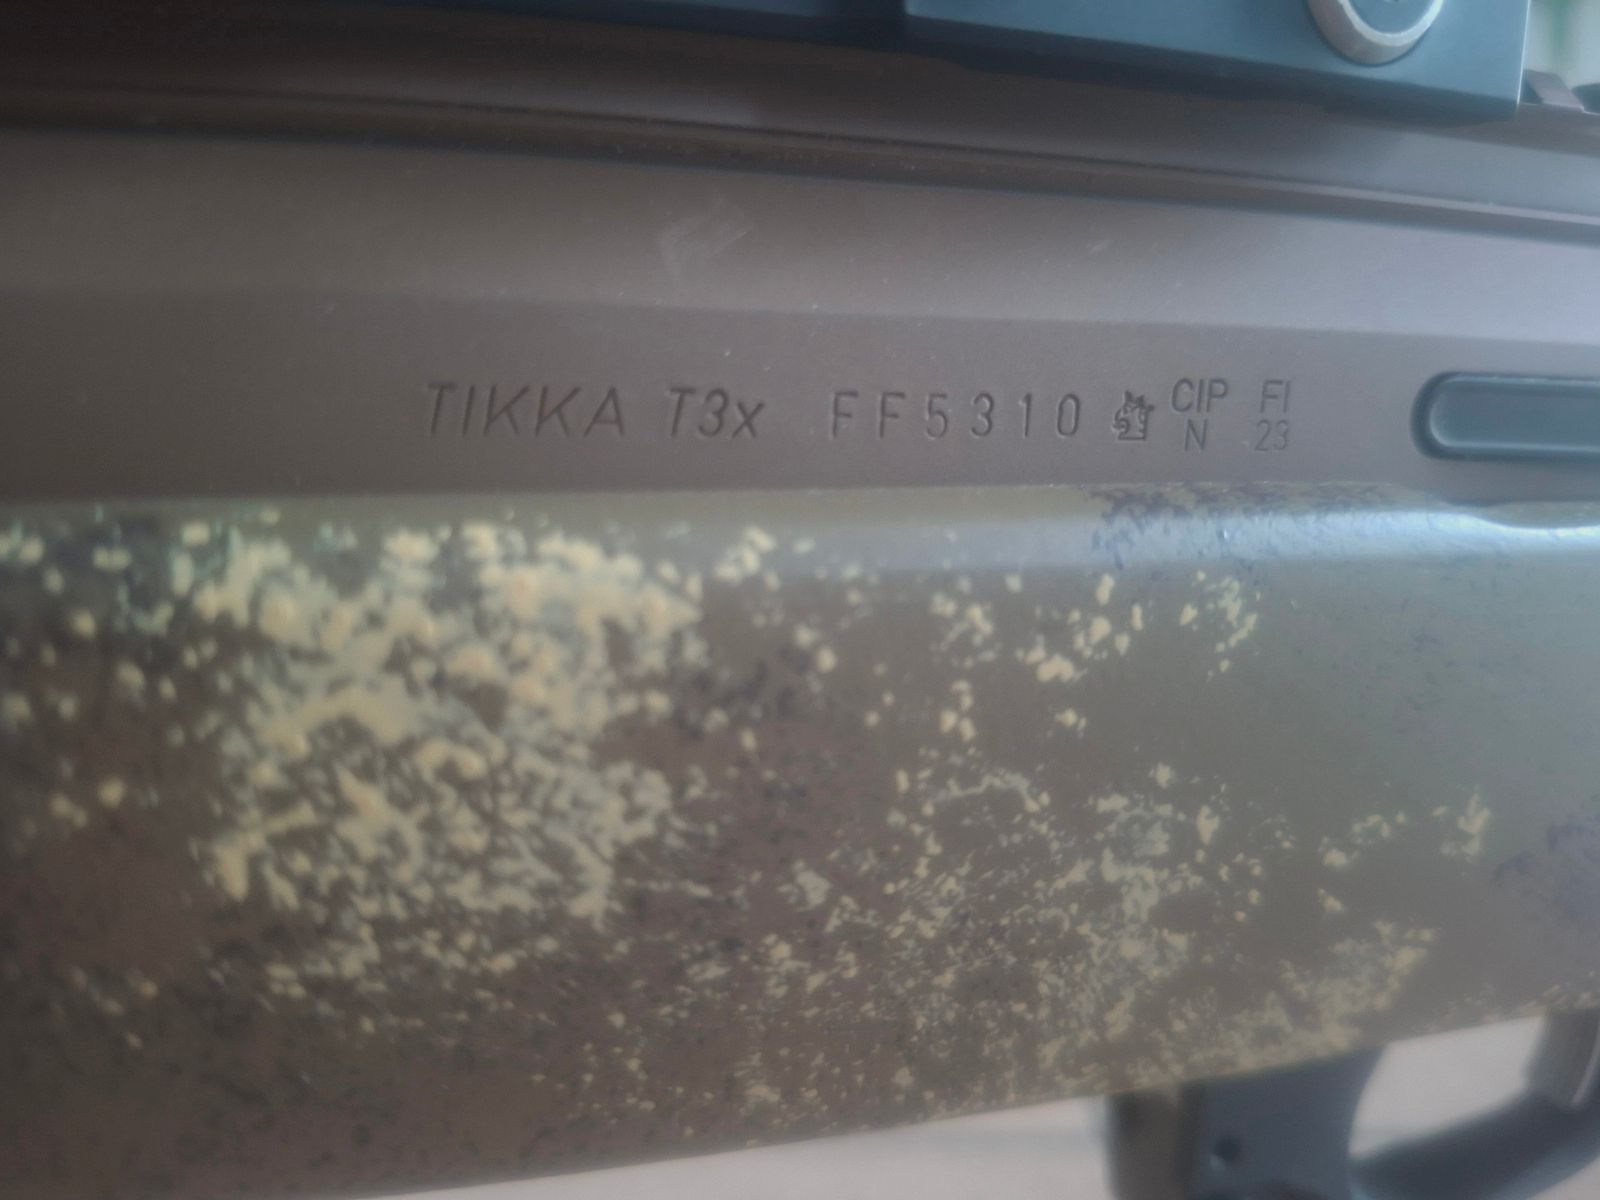 TIKKA T3x FF5310 CIP FI
N 23